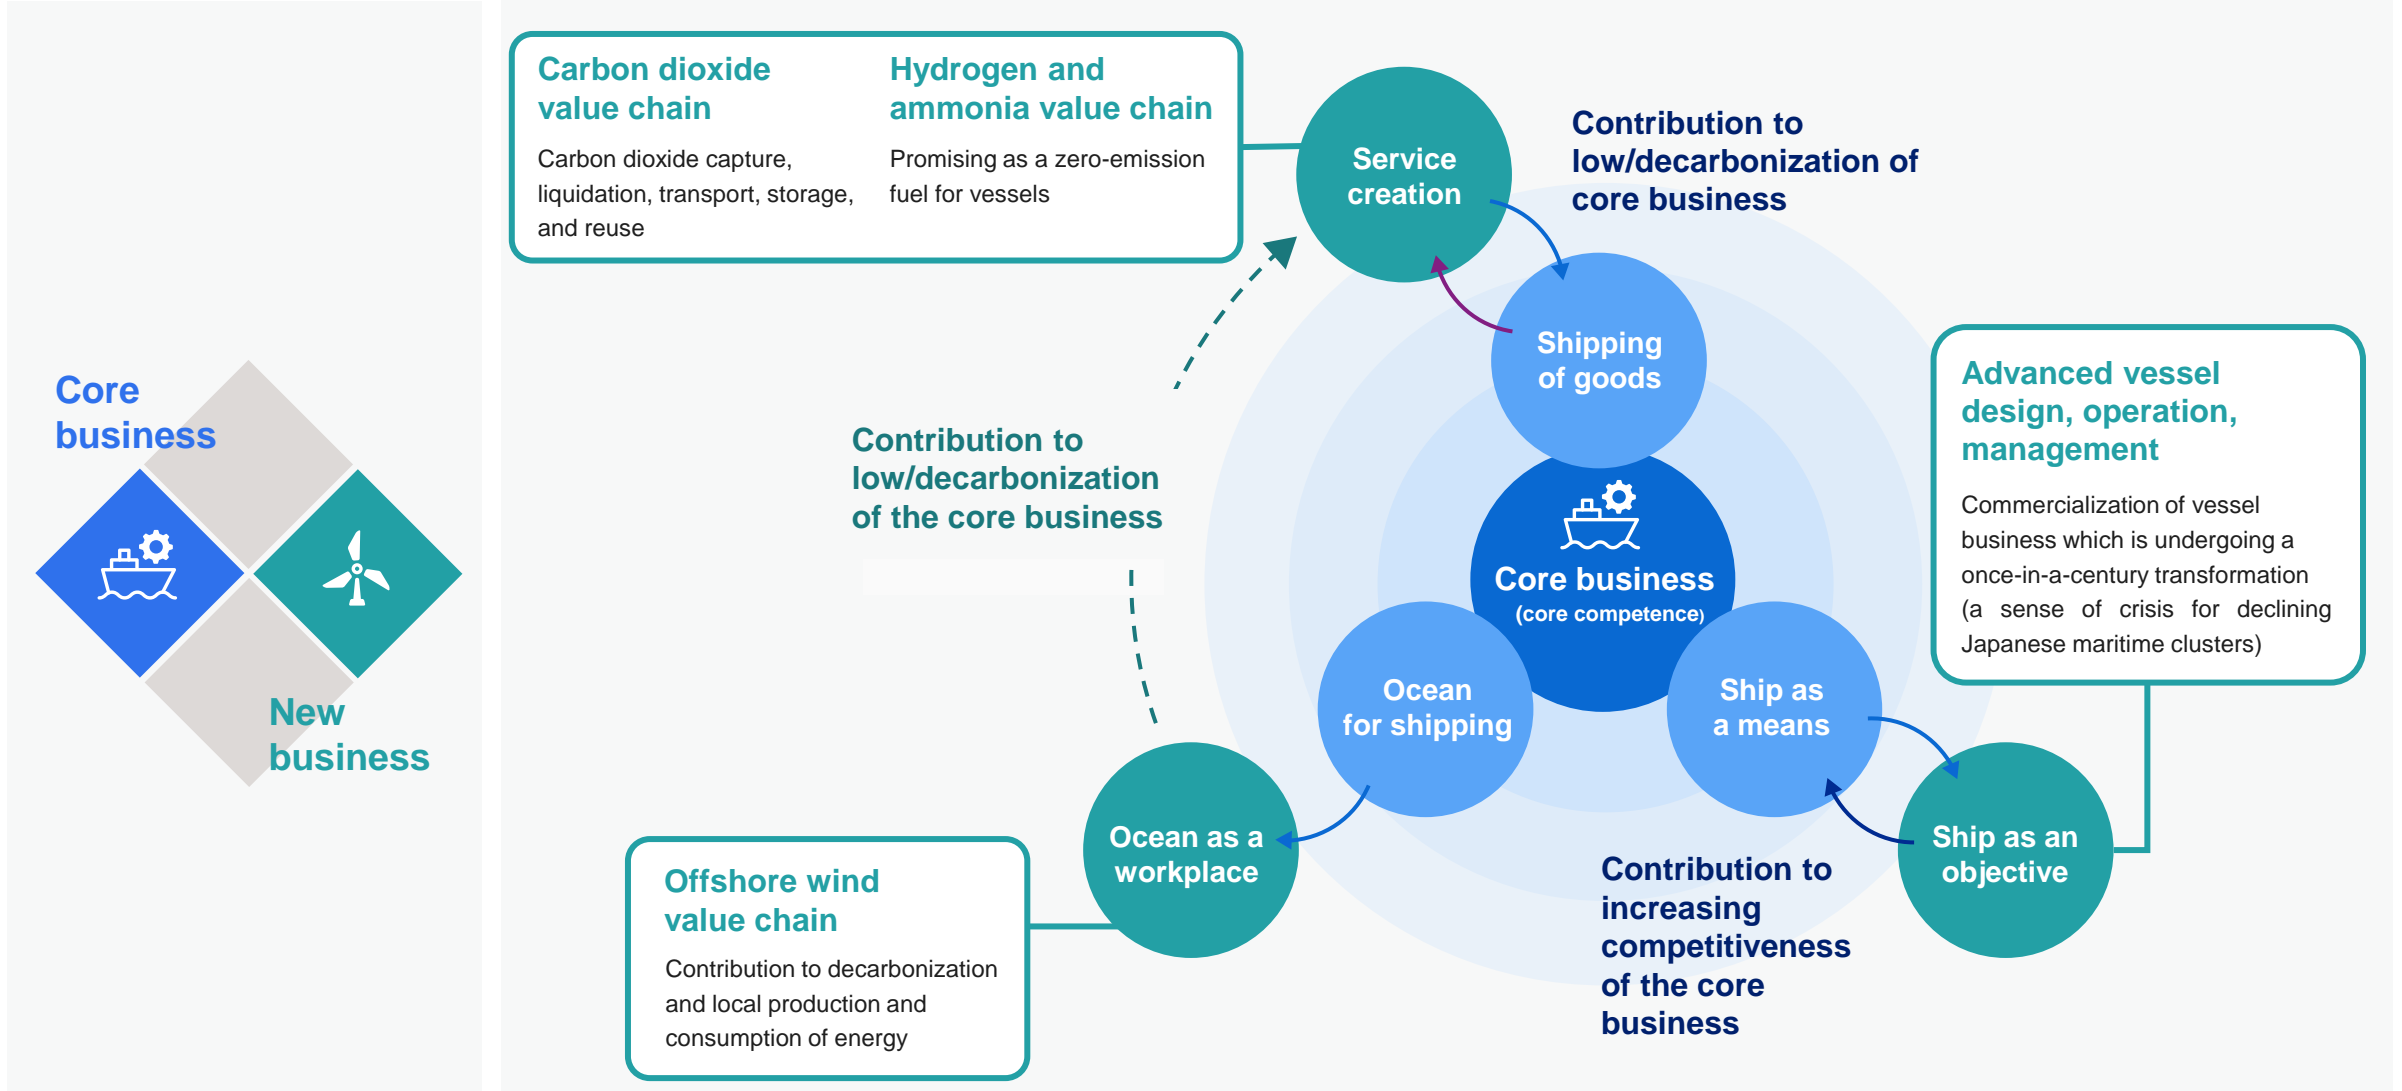 Core
business
New
business
Carbon dioxide
value chain
Carbon dioxide capture,
liquidation, transport, storage,
and reuse
Hydrogen and
ammonia value chain
Promising as a zero-emission
fuel for vessels
Service
creation
Contribution to
low/decarbonization of
core business
Shipping
of goods
Contribution to
low/decarbonization
of the core business
Core business
(core competence)
Ocean
for shipping
Ship as
a means
Advanced vessel
design, operation,
management
Commercialization of vessel
business which is undergoing a
once-in-a-century transformation
(a sense of crisis for declining
Japanese maritime clusters)
Ocean as a
workplace
Ship as an
objective
Offshore wind
value chain
Contribution to decarbonization
and local production and
consumption of energy
Contribution to
increasing
competitiveness
of the core
business